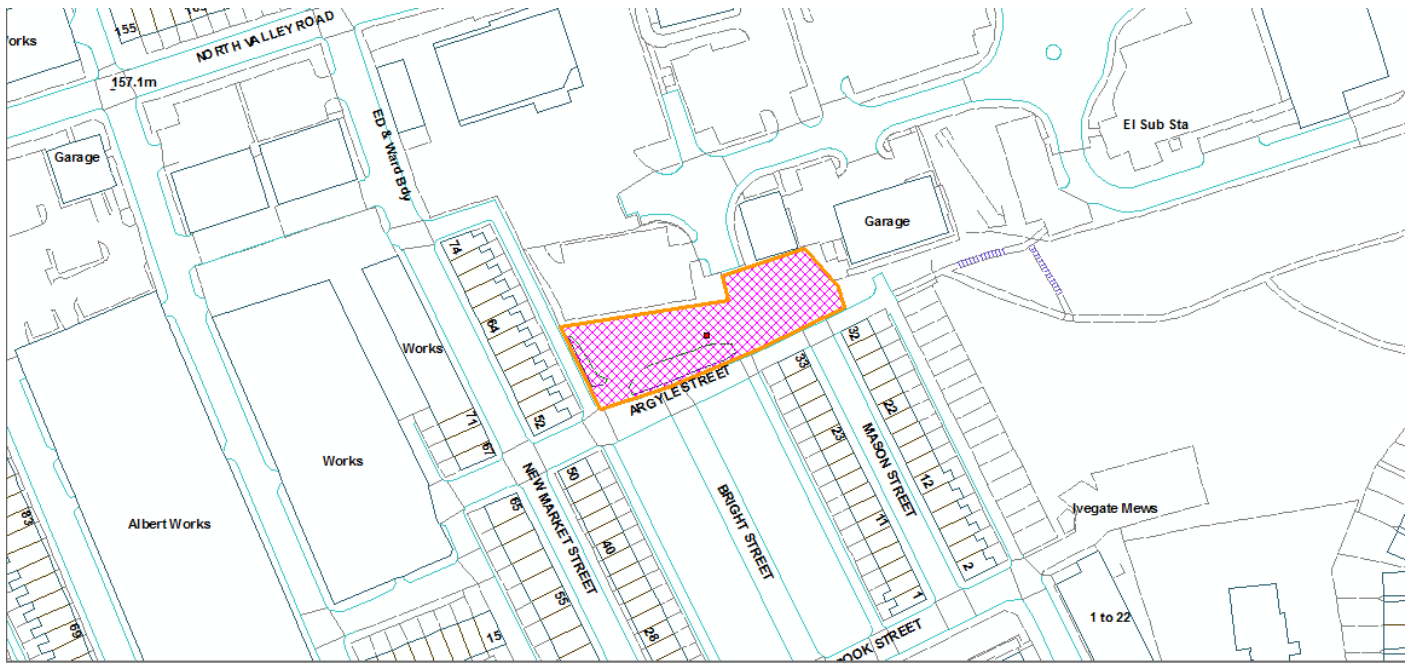 155
NORTH VALLEY ROAD
157.1m
ED & Ward Bdy
El Sub Sta
Garage
Garage
74
64
52
Works
71
67
Works
Albert Works
83
69
ARGYLE STREET
32
33
22
23
12
11
2
1
MASON STREET
BRIGHT STREET
NEW MARKET STREET
50
40
28
65
55
15
Ivegate Mews
1 to 22
OOK STREET